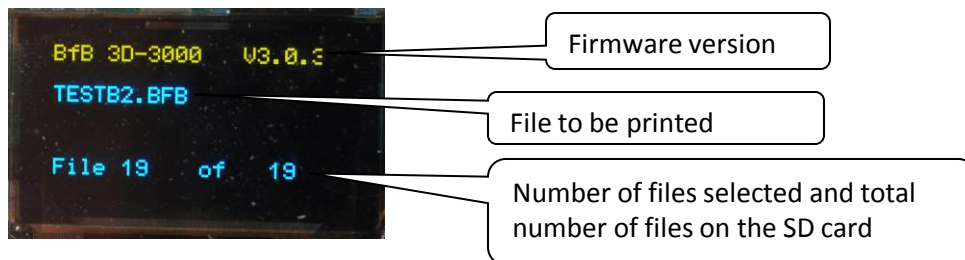 BfB 3D-3000 V3.0.3
Firmware version
TESTB2.BFB
File to be printed
File 19 of 19
Number of files selected and total
number of files on the SD card